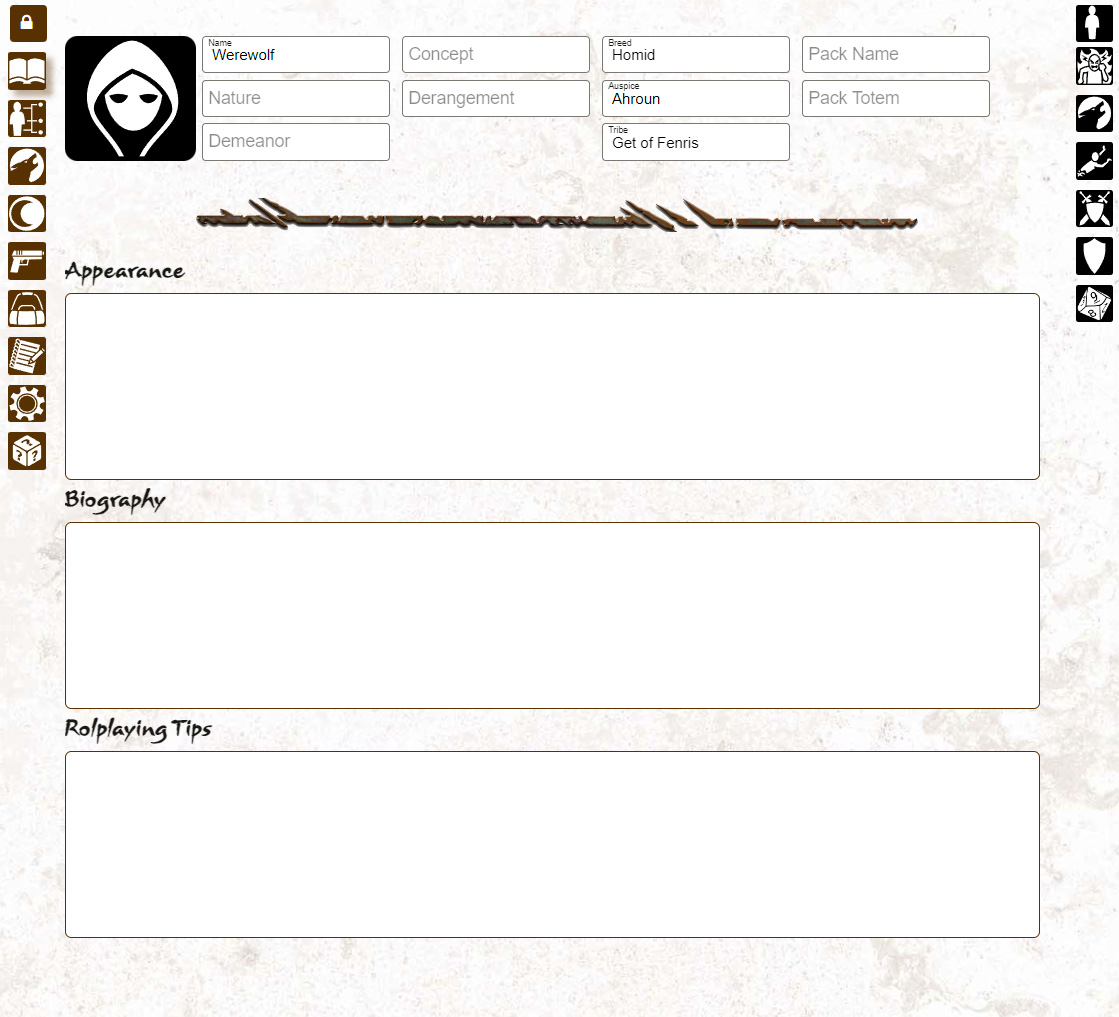 Name
Werewolf
Concept
Breed
Homid
Pack Name
Nature
Derangement
Auspice
Ahroun
Pack Totem
Demeanor
Tribe
Get of Fenris
Appearance
Biography
Rolplaying Tips